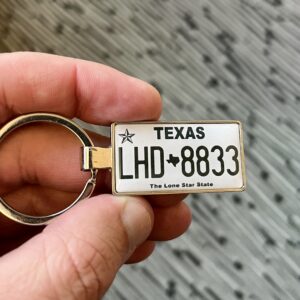 TEXAS
LHD 8833
The Lone Star State